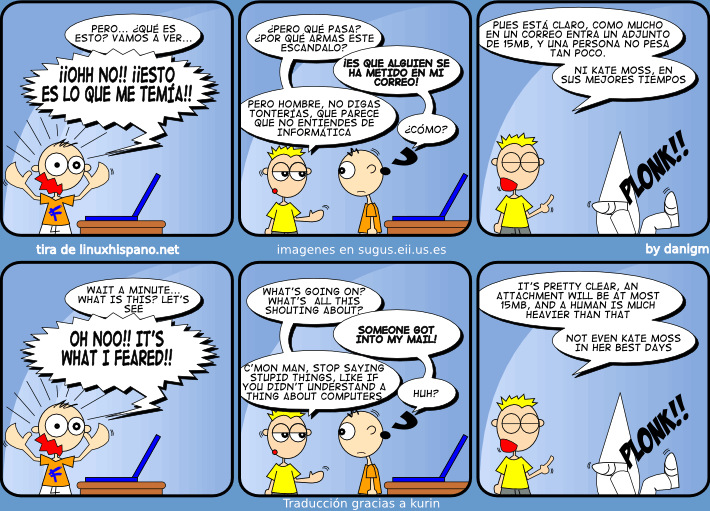 PERO... ¿QUÉ ES
ESTO? VAMOS A VER...
¡¡OHH NO!! ¡¡ESTO
ES LO QUE ME TEMÍA!!
¿PERO QUÉ PASA?
¿POR QUÉ ARMAS ESTE
ESCÁNDALO?
¡ES QUE ALGUIEN SE
HA METIDO EN MI
CORREO!
PERO HOMBRE, NO DIGAS
TONTERÍAS, QUE PARECE
QUE NO ENTIENDES DE
INFORMÁTICA
¿CÓMO?
PUES ESTÁ CLARO, COMO MUCHO
EN UN CORREO ENTRA UN ADJUNTO
DE 15MB, Y UNA PERSONA NO PESA
TAN POCO.
NI KATE MOSS, EN
SUS MEJORES TIEMPOS
PLONK!!
tira de linuxhispano.net
imagenes en sugus.eii.us.es
by danigm
WAIT A MINUTE...
WHAT IS THIS? LET'S
SEE
OH NOO!! IT'S
WHAT I FEARED!!
WHAT'S GOING ON?
WHAT'S ALL THIS
SHOUTING ABOUT?
SOMEONE GOT
INTO MY MAIL!
C'MON MAN, STOP SAYING
STUPID THINGS, LIKE IF
YOU DIDN'T UNDERSTAND A
THING ABOUT COMPUTERS
HUH?
IT'S PRETTY CLEAR, AN
ATTACHMENT WILL BE AT MOST
15MB, AND A HUMAN IS MUCH
HEAVIER THAN THAT
NOT EVEN KATE MOSS
IN HER BEST DAYS
PLONK!!
Traducción gracias a kurin